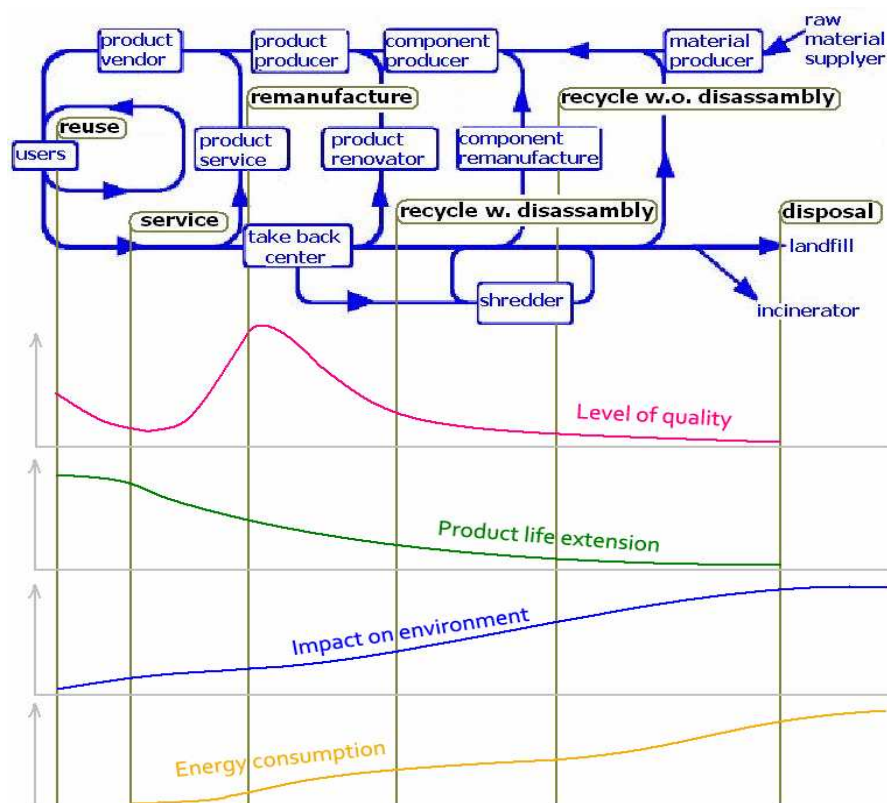 raw
material
supplyer
product
vendor
product
producer
component
producer
material
producer
remanufacture
recycle w.o. disassambly
reuse
users
product
service
product
renovator
component
remanufacture
service
recycle w. disassambly
disposal
take back
center
landfill
shredder
incinerator
Level of quality
Product life extension
Impact on environment
Energy consumption